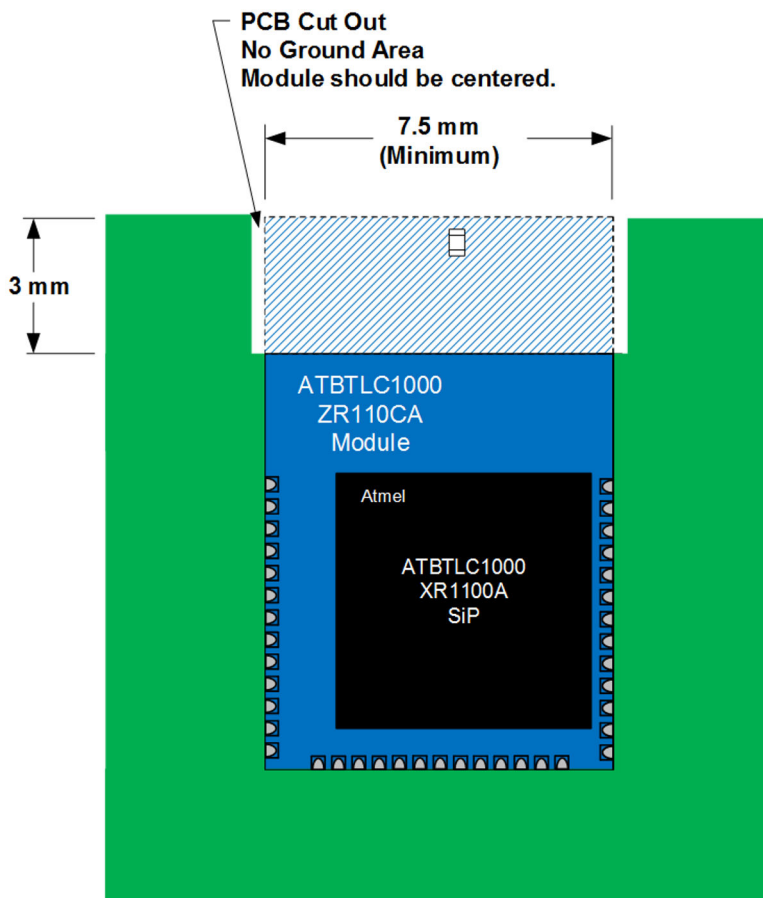 PCB Cut Out
No Ground Area
Module should be centered.
7.5 mm
(Minimum)
3 mm
ATBTLC1000
ZR110CA
Module
Atmel
ATBTLC1000
XR1100A
SiP